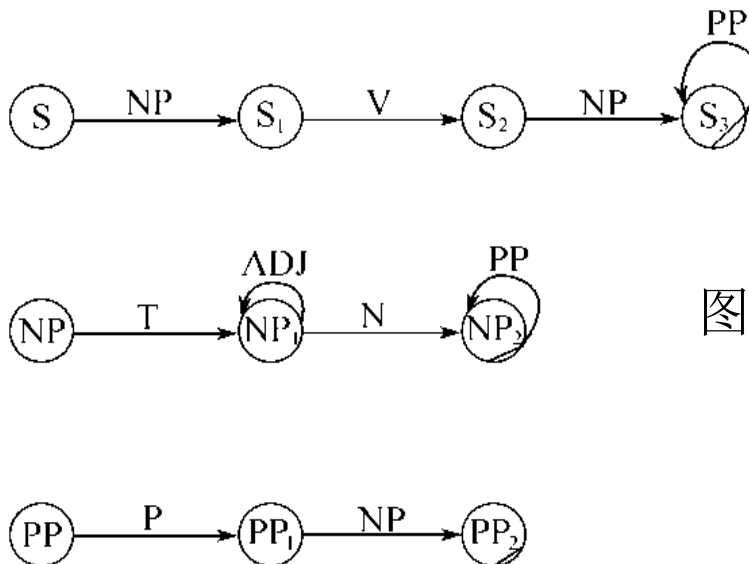 PP
S NP S₁ V S₂ NP S₃
ADJ PP
NP T NP₁ N NP₂ 图
PP P PP₁ NP PP₂